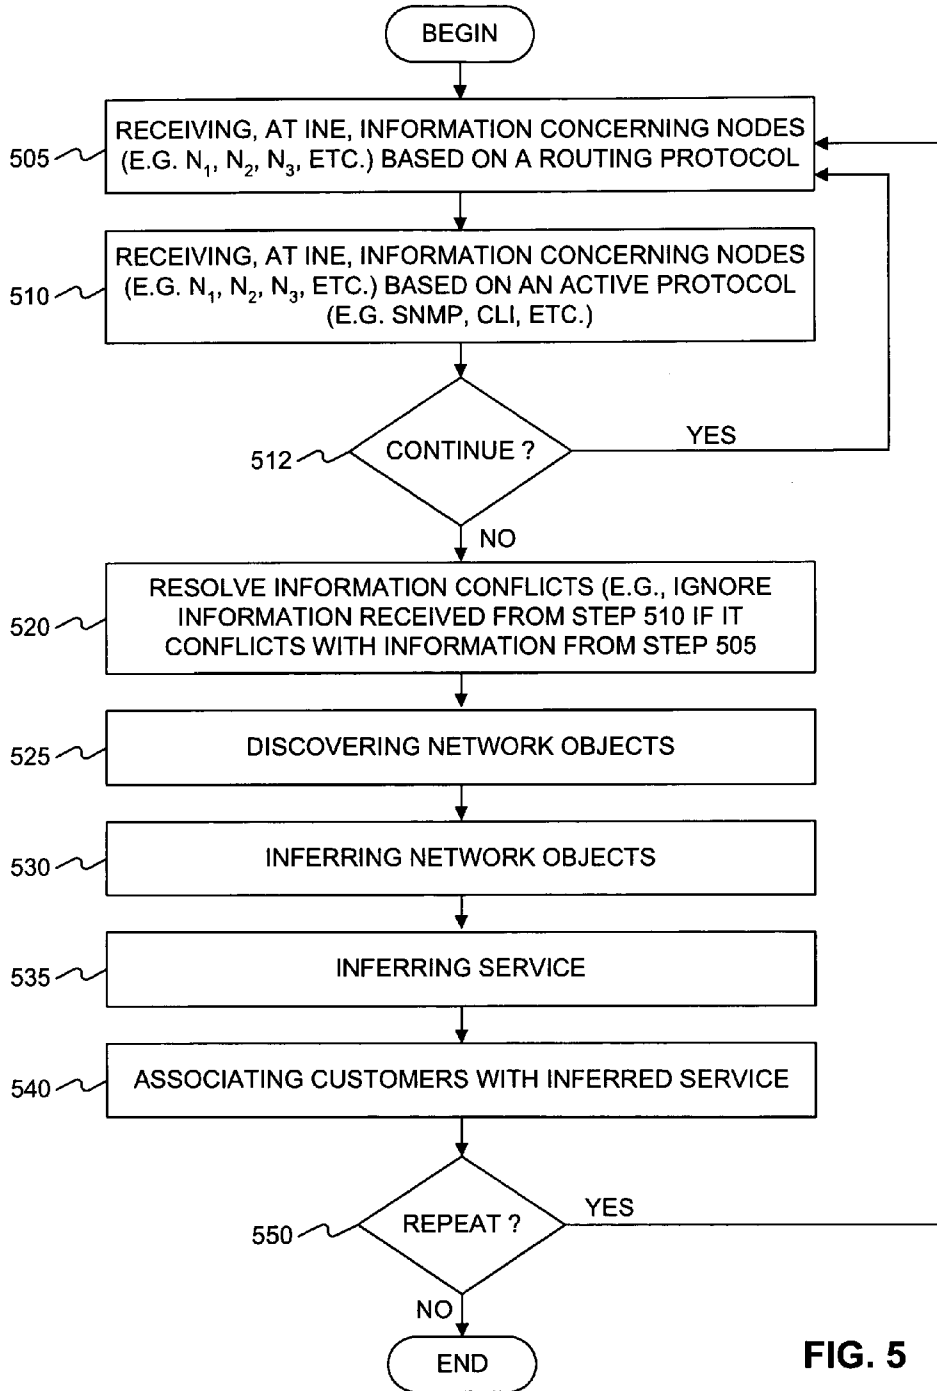 BEGIN
505
RECEIVING, AT INE, INFORMATION CONCERNING NODES
(E.G. N₁, N₂, N₃, ETC.) BASED ON A ROUTING PROTOCOL
510
RECEIVING, AT INE, INFORMATION CONCERNING NODES
(E.G. N₁, N₂, N₃, ETC.) BASED ON AN ACTIVE PROTOCOL
(E.G. SNMP, CLI, ETC.)
512
CONTINUE ?
YES
NO
520
RESOLVE INFORMATION CONFLICTS (E.G., IGNORE
INFORMATION RECEIVED FROM STEP 510 IF IT
CONFLICTS WITH INFORMATION FROM STEP 505
525
DISCOVERING NETWORK OBJECTS
530
INFERRING NETWORK OBJECTS
535
INFERRING SERVICE
540
ASSOCIATING CUSTOMERS WITH INFERRED SERVICE
550
REPEAT ?
YES
NO
END
FIG. 5